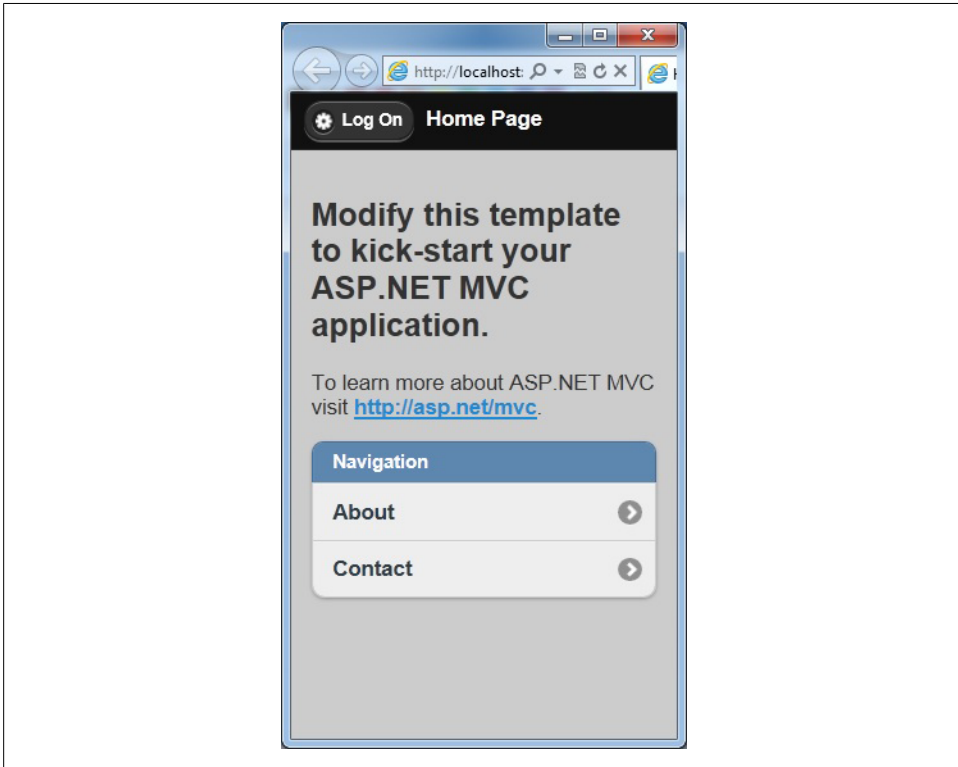 http://localhost:
Log On
Home Page
Modify this template
to kick-start your
ASP.NET MVC
application.
To learn more about ASP.NET MVC
visit http://asp.net/mvc.
Navigation
About
Contact